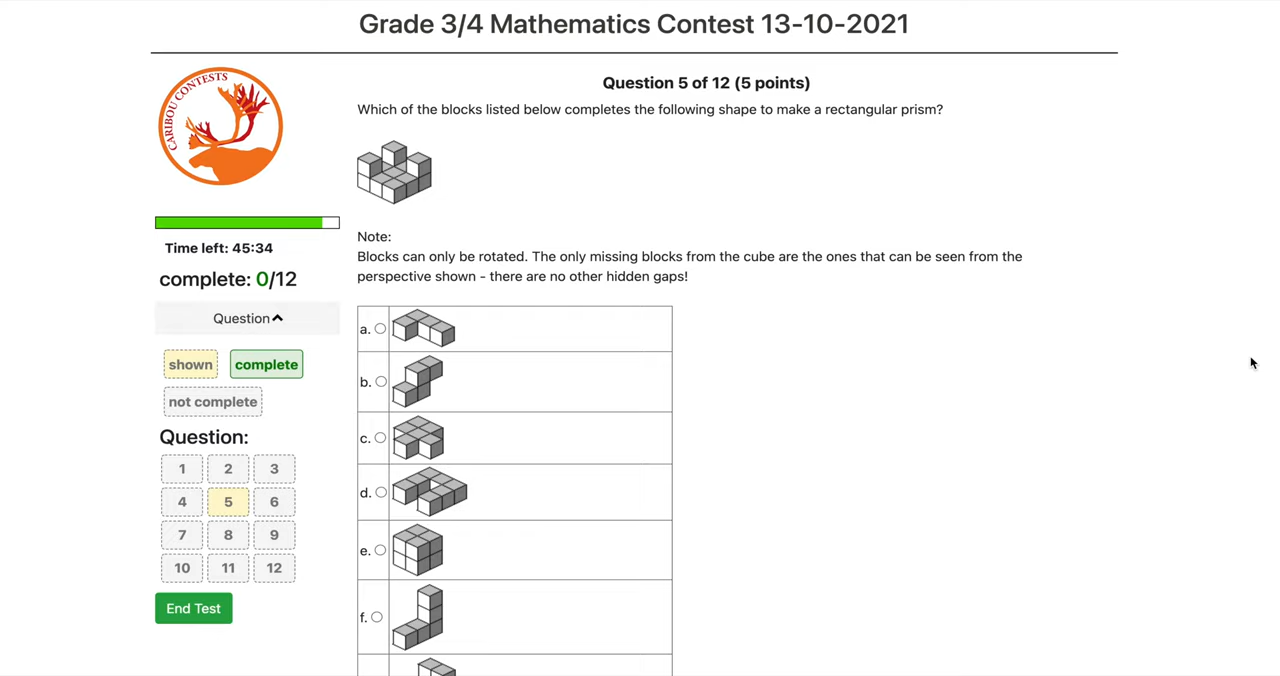 Grade 3/4 Mathematics Contest 13-10-2021
CARIBOU CONTESTS
Question 5 of 12 (5 points)
Which of the blocks listed below completes the following shape to make a rectangular prism?
Time left: 45:34
complete: 0/12
Question
shown
complete
not complete
Question:
1 2 3
4 5 6
7 8 9
10 11 12
End Test
Note:
Blocks can only be rotated. The only missing blocks from the cube are the ones that can be seen from the
perspective shown - there are no other hidden gaps!
a.
b.
c.
d.
e.
f.